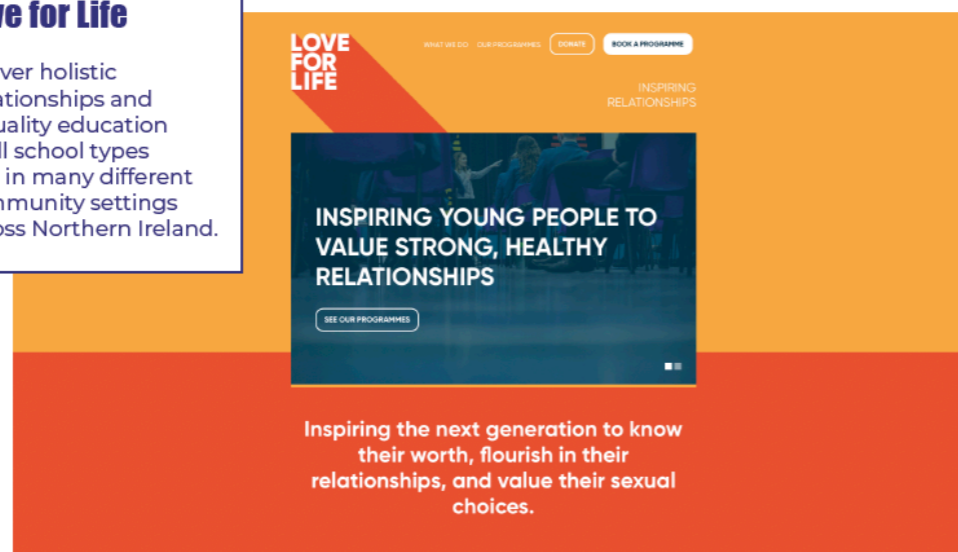 ve for Life
ver holistic
ationships and
uality education
ll school types
in many different
mmunity settings
oss Northern Ireland.
LOVE
FOR
LIFE
WHAT WE DO OUR PROGRAMMES DONATE BOOK A PROGRAMME
INSPIRING
RELATIONSHIPS
INSPIRING YOUNG PEOPLE TO
VALUE STRONG, HEALTHY
RELATIONSHIPS
SEE OUR PROGRAMMES
Inspiring the next generation to know
their worth, flourish in their
relationships, and value their sexual
choices.